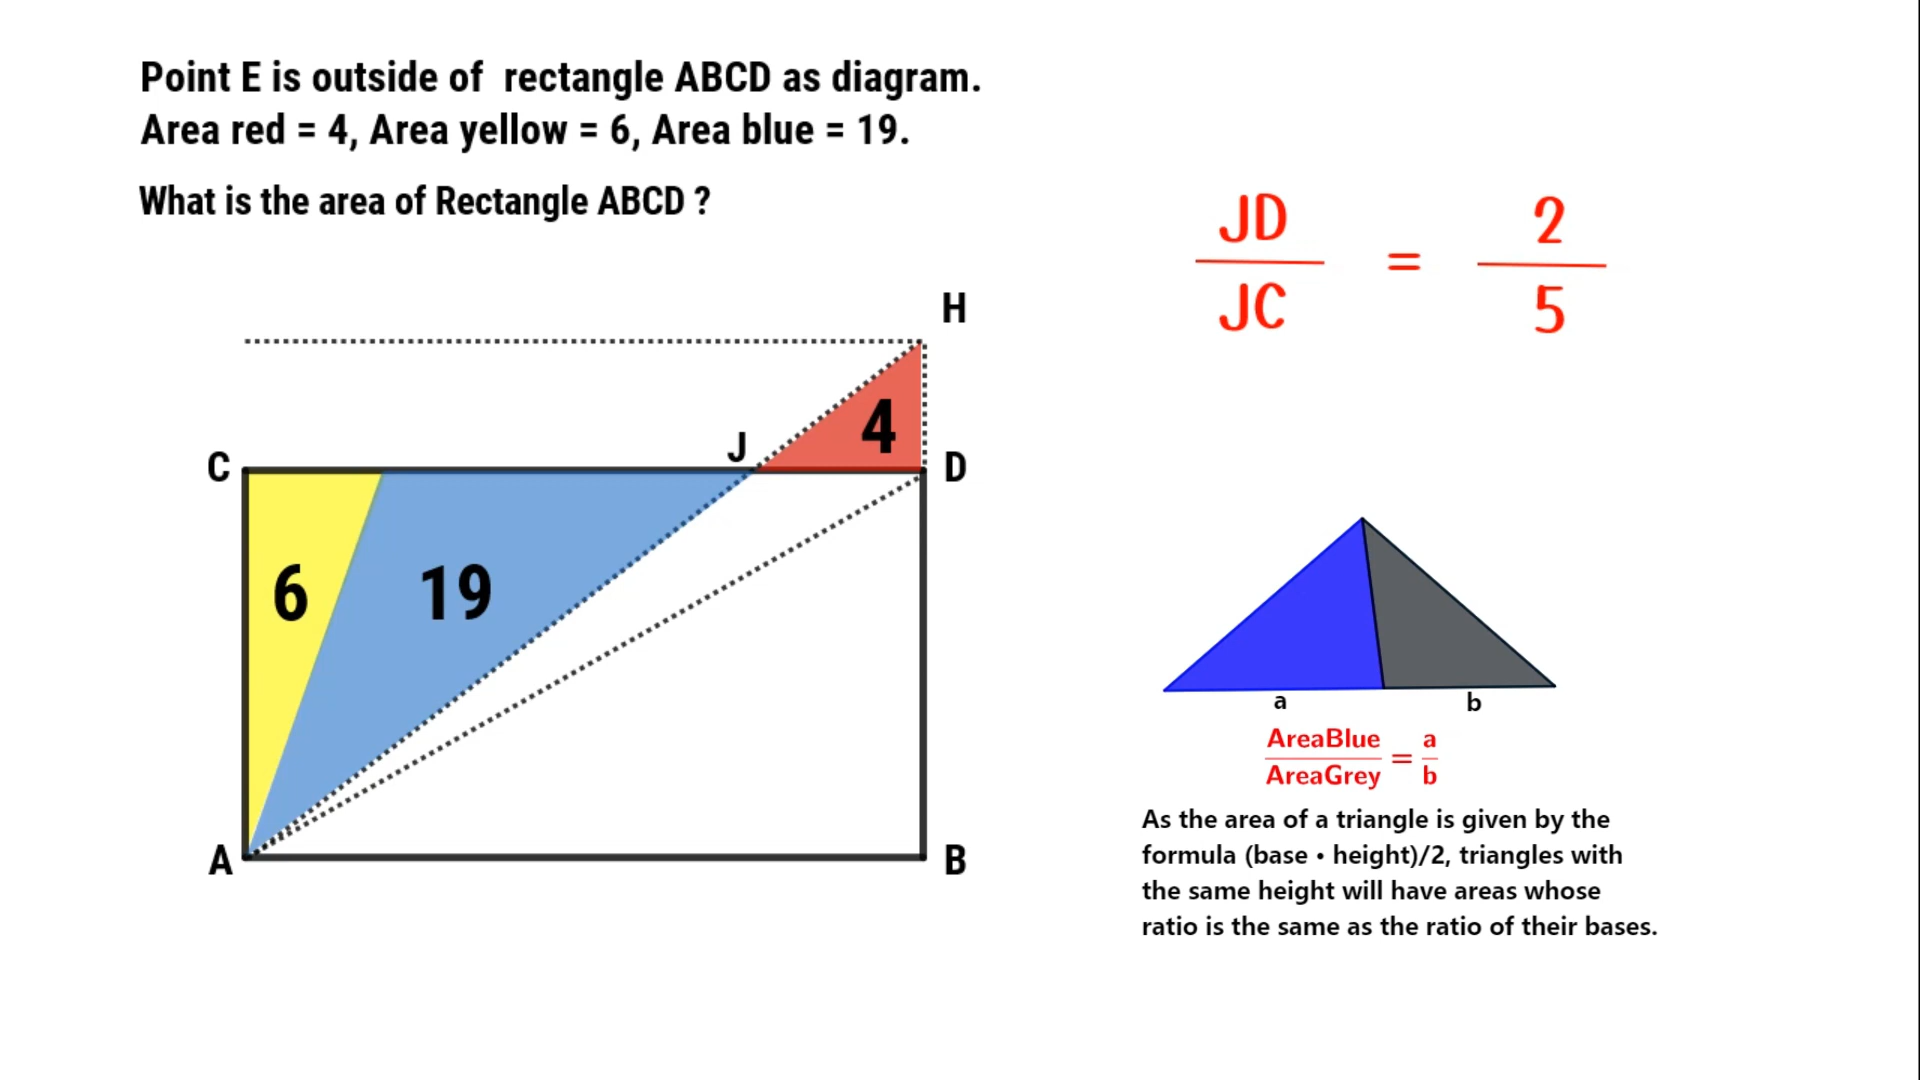 Point E is outside of rectangle ABCD as diagram.
Area red = 4, Area yellow = 6, Area blue = 19.
What is the area of Rectangle ABCD ?
JD
JC
=
2
5
H
J
4
C
D
6
19
A
B
a
b
AreaBlue
AreaGrey
=
a
b
As the area of a triangle is given by the
formula (base • height)/2, triangles with
the same height will have areas whose
ratio is the same as the ratio of their bases.